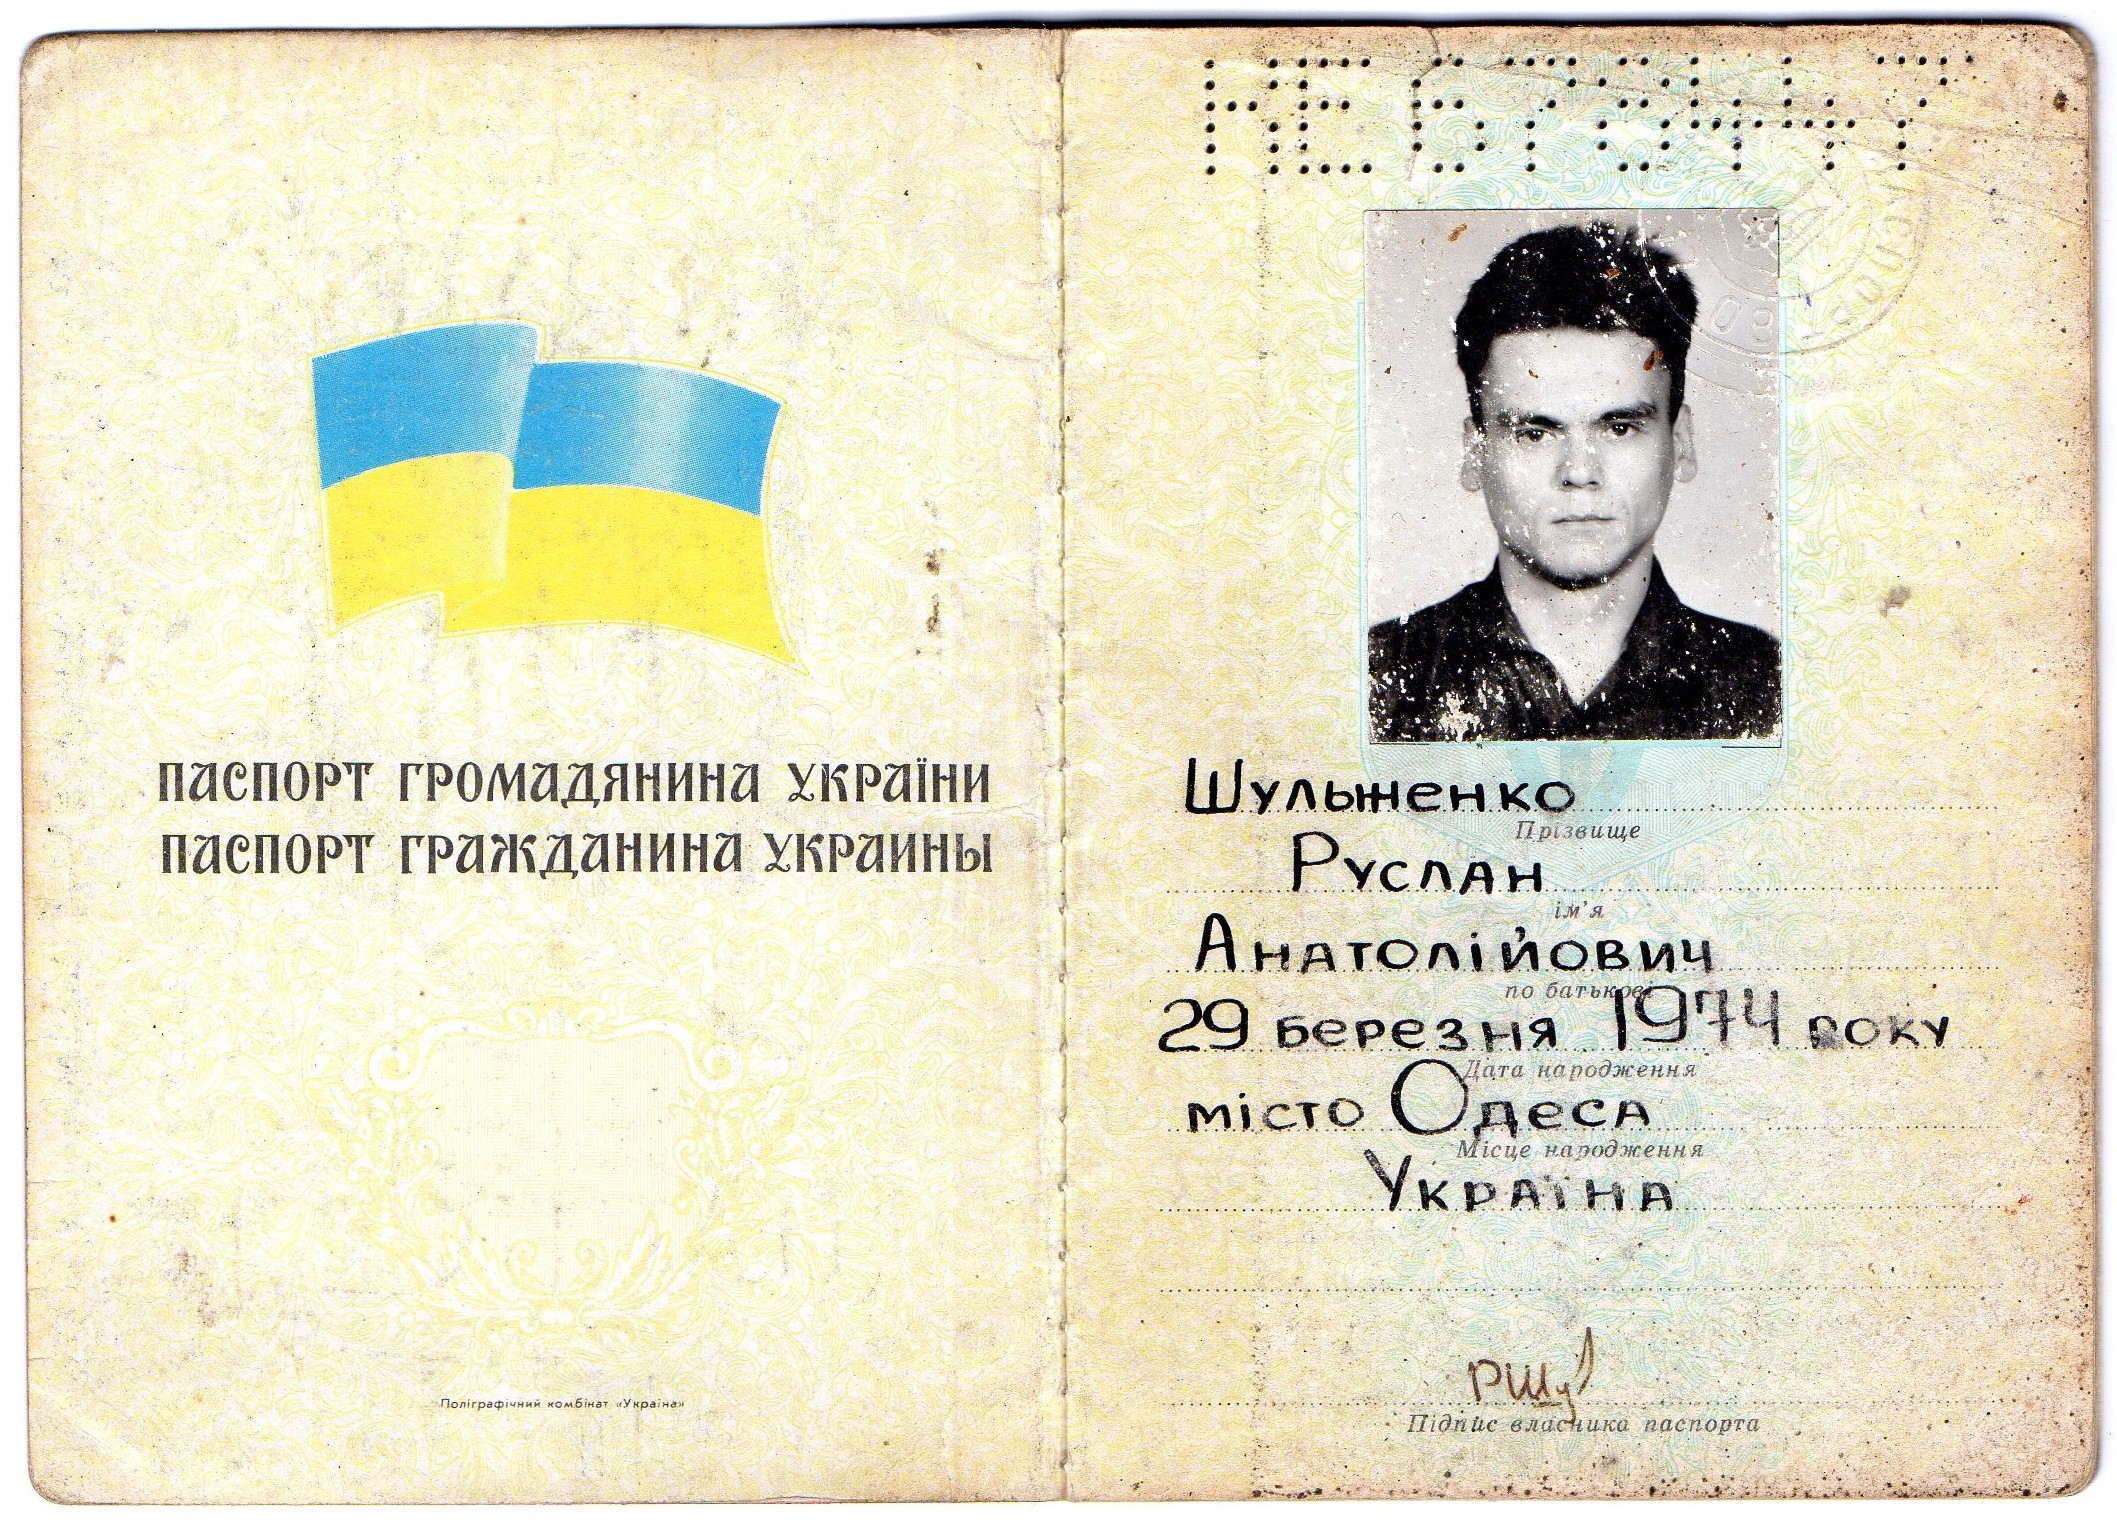 ПАСПОРТ ГРОМАДЯНИНА УКРАЇНИ
ПАСПОРТ ГРАЖДАНИНА УКРАИНЫ
Поліграфічний комбінат «Україна»
Шульженко
Прізвище
Руслан
ім'я
Анатолійович
по батькові
29 березня 1974 року
Дата народження
місто Одеса
Місце народження
Україна
РШу
Підпис власника паспорта